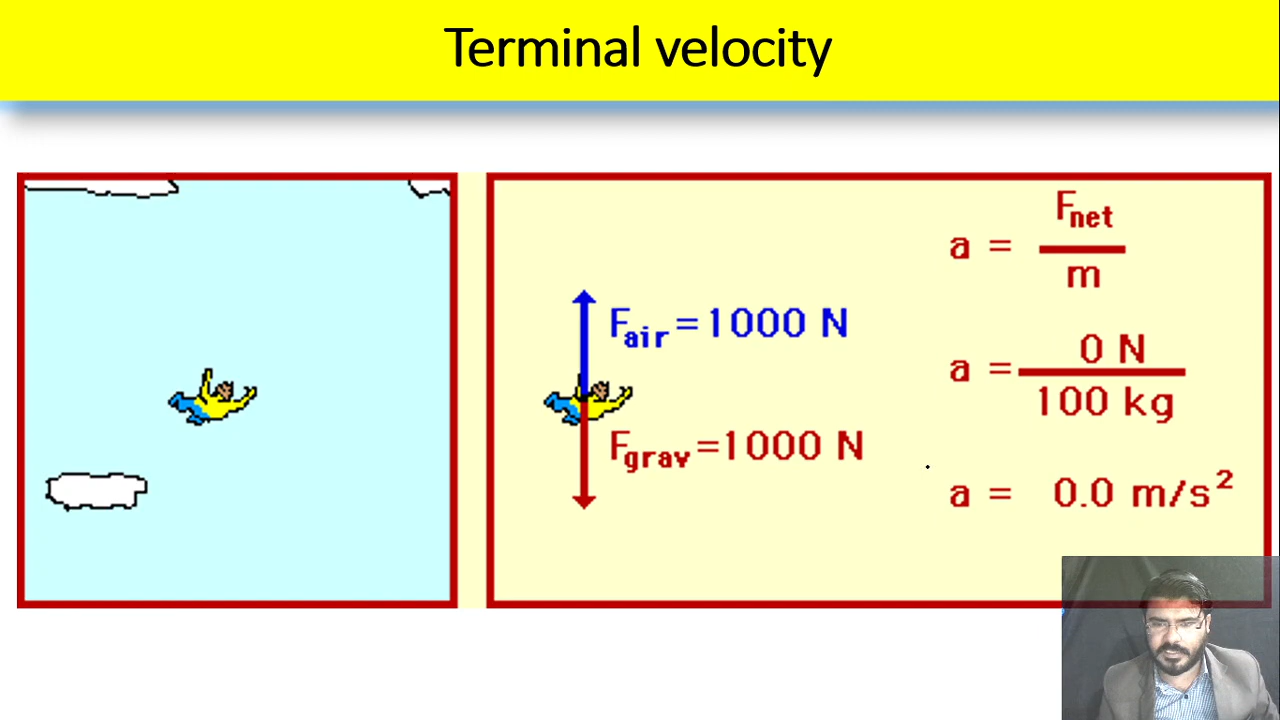 Terminal velocity
F_air = 1000 N
F_grav = 1000 N
a = F_net / m
a = 0 N / 100 kg
a = 0.0 m/s²